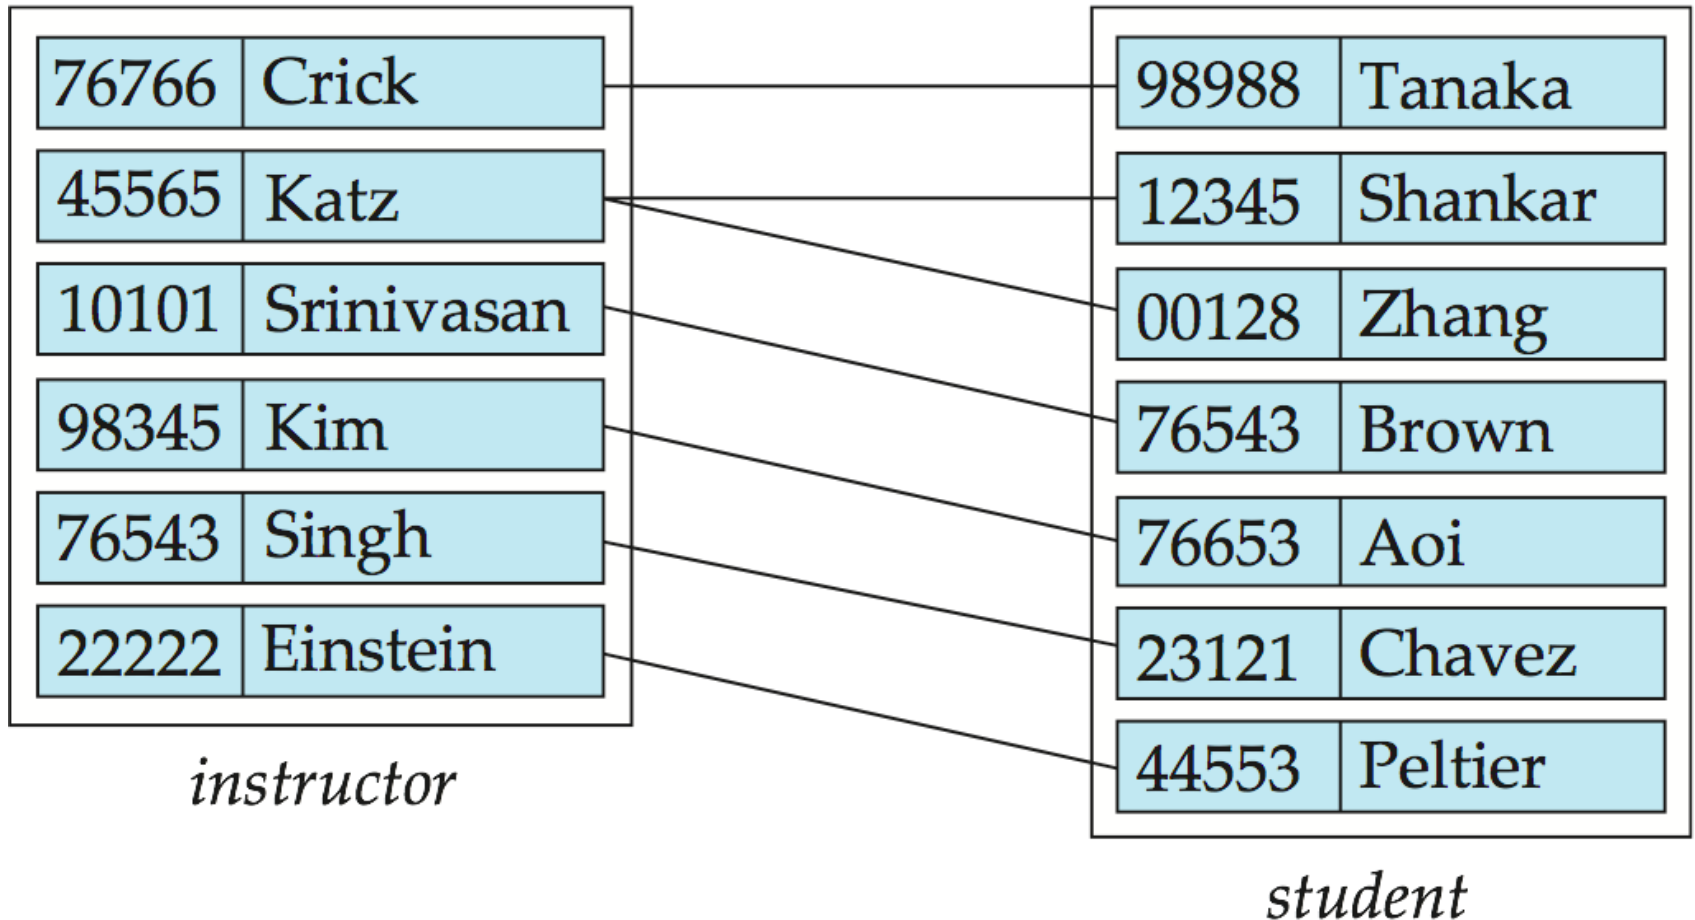 76766 Crick
45565 Katz
10101 Srinivasan
98345 Kim
76543 Singh
22222 Einstein
instructor
98988 Tanaka
12345 Shankar
00128 Zhang
76543 Brown
76653 Aoi
23121 Chavez
44553 Peltier
student